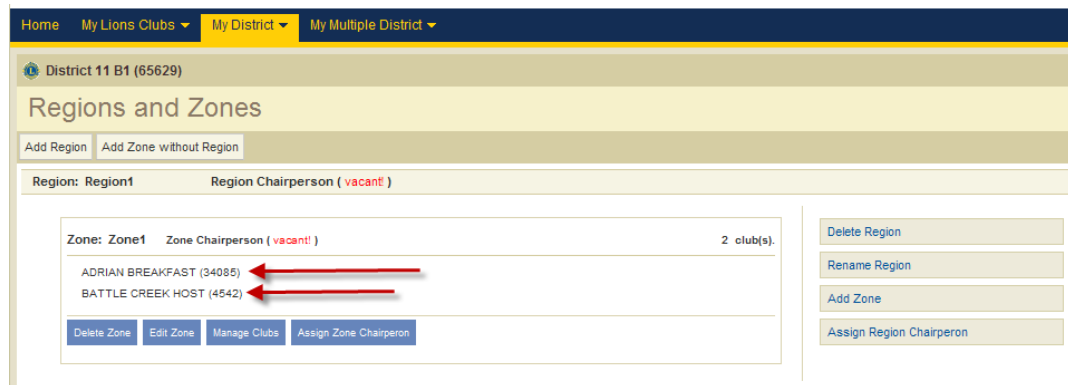 Home My Lions Clubs My District My Multiple District
District 11 B1 (65629)
Regions and Zones
Add Region Add Zone without Region
Region: Region1 Region Chairperson ( vacant! )
Zone: Zone1 Zone Chairperson ( vacant! ) 2 club(s).
ADRIAN BREAKFAST (34085)
BATTLE CREEK HOST (4542)
Delete Zone Edit Zone Manage Clubs Assign Zone Chairperon
Delete Region
Rename Region
Add Zone
Assign Region Chairperon